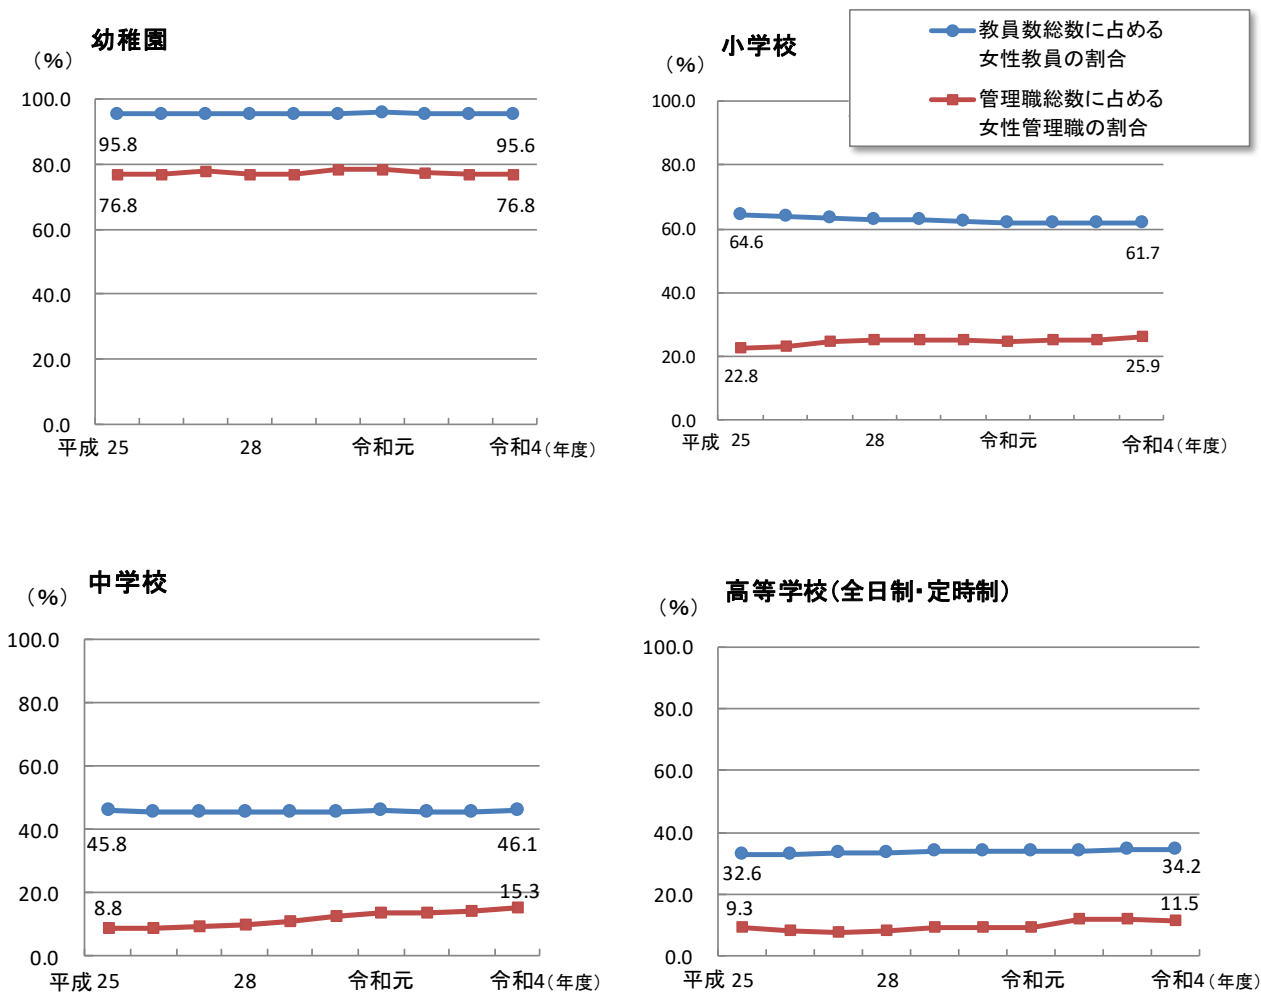 幼稚園
（%）
100.0
80.0
60.0
40.0
20.0
0.0
95.8
95.6
76.8
76.8
平成 25
28
令和元
令和4（年度）
小学校
（%）
教員数総数に占める
女性教員の割合
管理職総数に占める
女性管理職の割合
100.0
80.0
60.0
40.0
20.0
0.0
64.6
61.7
22.8
25.9
平成 25
28
令和元
令和4（年度）
中学校
（%）
100.0
80.0
60.0
40.0
20.0
0.0
45.8
46.1
8.8
15.3
平成 25
28
令和元
令和4（年度）
高等学校（全日制・定時制）
（%）
100.0
80.0
60.0
40.0
20.0
0.0
32.6
34.2
9.3
11.5
平成 25
28
令和元
令和4（年度）